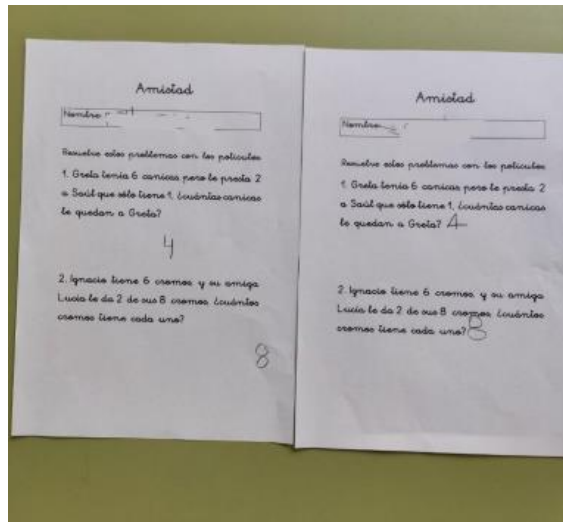 Amistad
Nombre
Resuelve estos problemas con los policubos
1. Greta tenía 6 canicas pero le presta 2
a Saúl que sólo tiene 1. ¿cuántas canicas
le quedan a Greta?
4
2. Ignacio tiene 6 cromos y su amiga
Lucía le da 2 de sus 8 cromos. ¿cuántos
cromos tiene cada uno?
8
Amistad
Nombre
Resuelve estos problemas con los policubos
1. Greta tenía 6 canicas pero le presta 2
a Saúl que sólo tiene 1. ¿cuántas canicas
le quedan a Greta? 4
2. Ignacio tiene 6 cromos y su amiga
Lucía le da 2 de sus 8 cromos. ¿cuántos
cromos tiene cada uno? 8